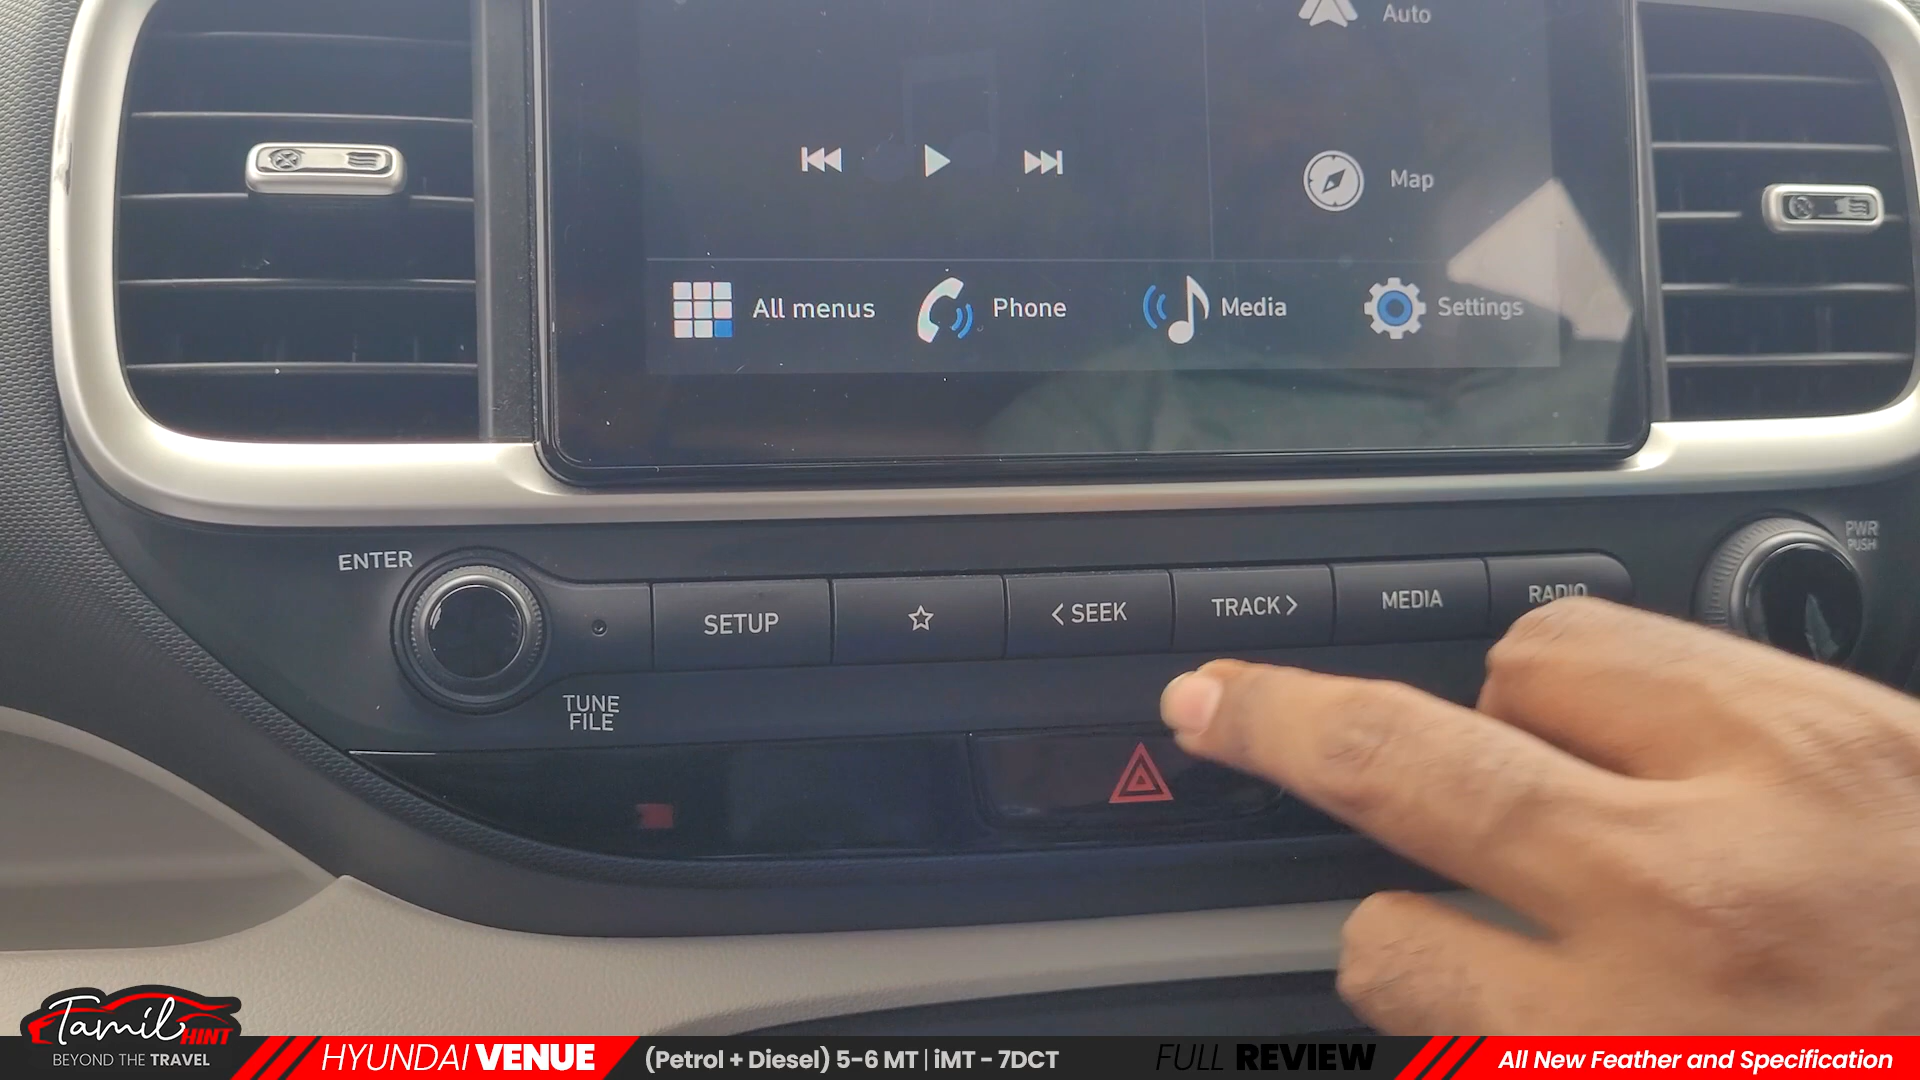 Auto
Map
All menus
Phone
Media
Settings
ENTER
SETUP
< SEEK
TRACK >
MEDIA
RADIO
PWR
PUSH
TUNE
FILE
Tamil HINT
BEYOND THE TRAVEL
HYUNDAI VENUE
(Petrol + Diesel) 5-6 MT | iMT - 7DCT
FULL REVIEW
All New Feather and Specification